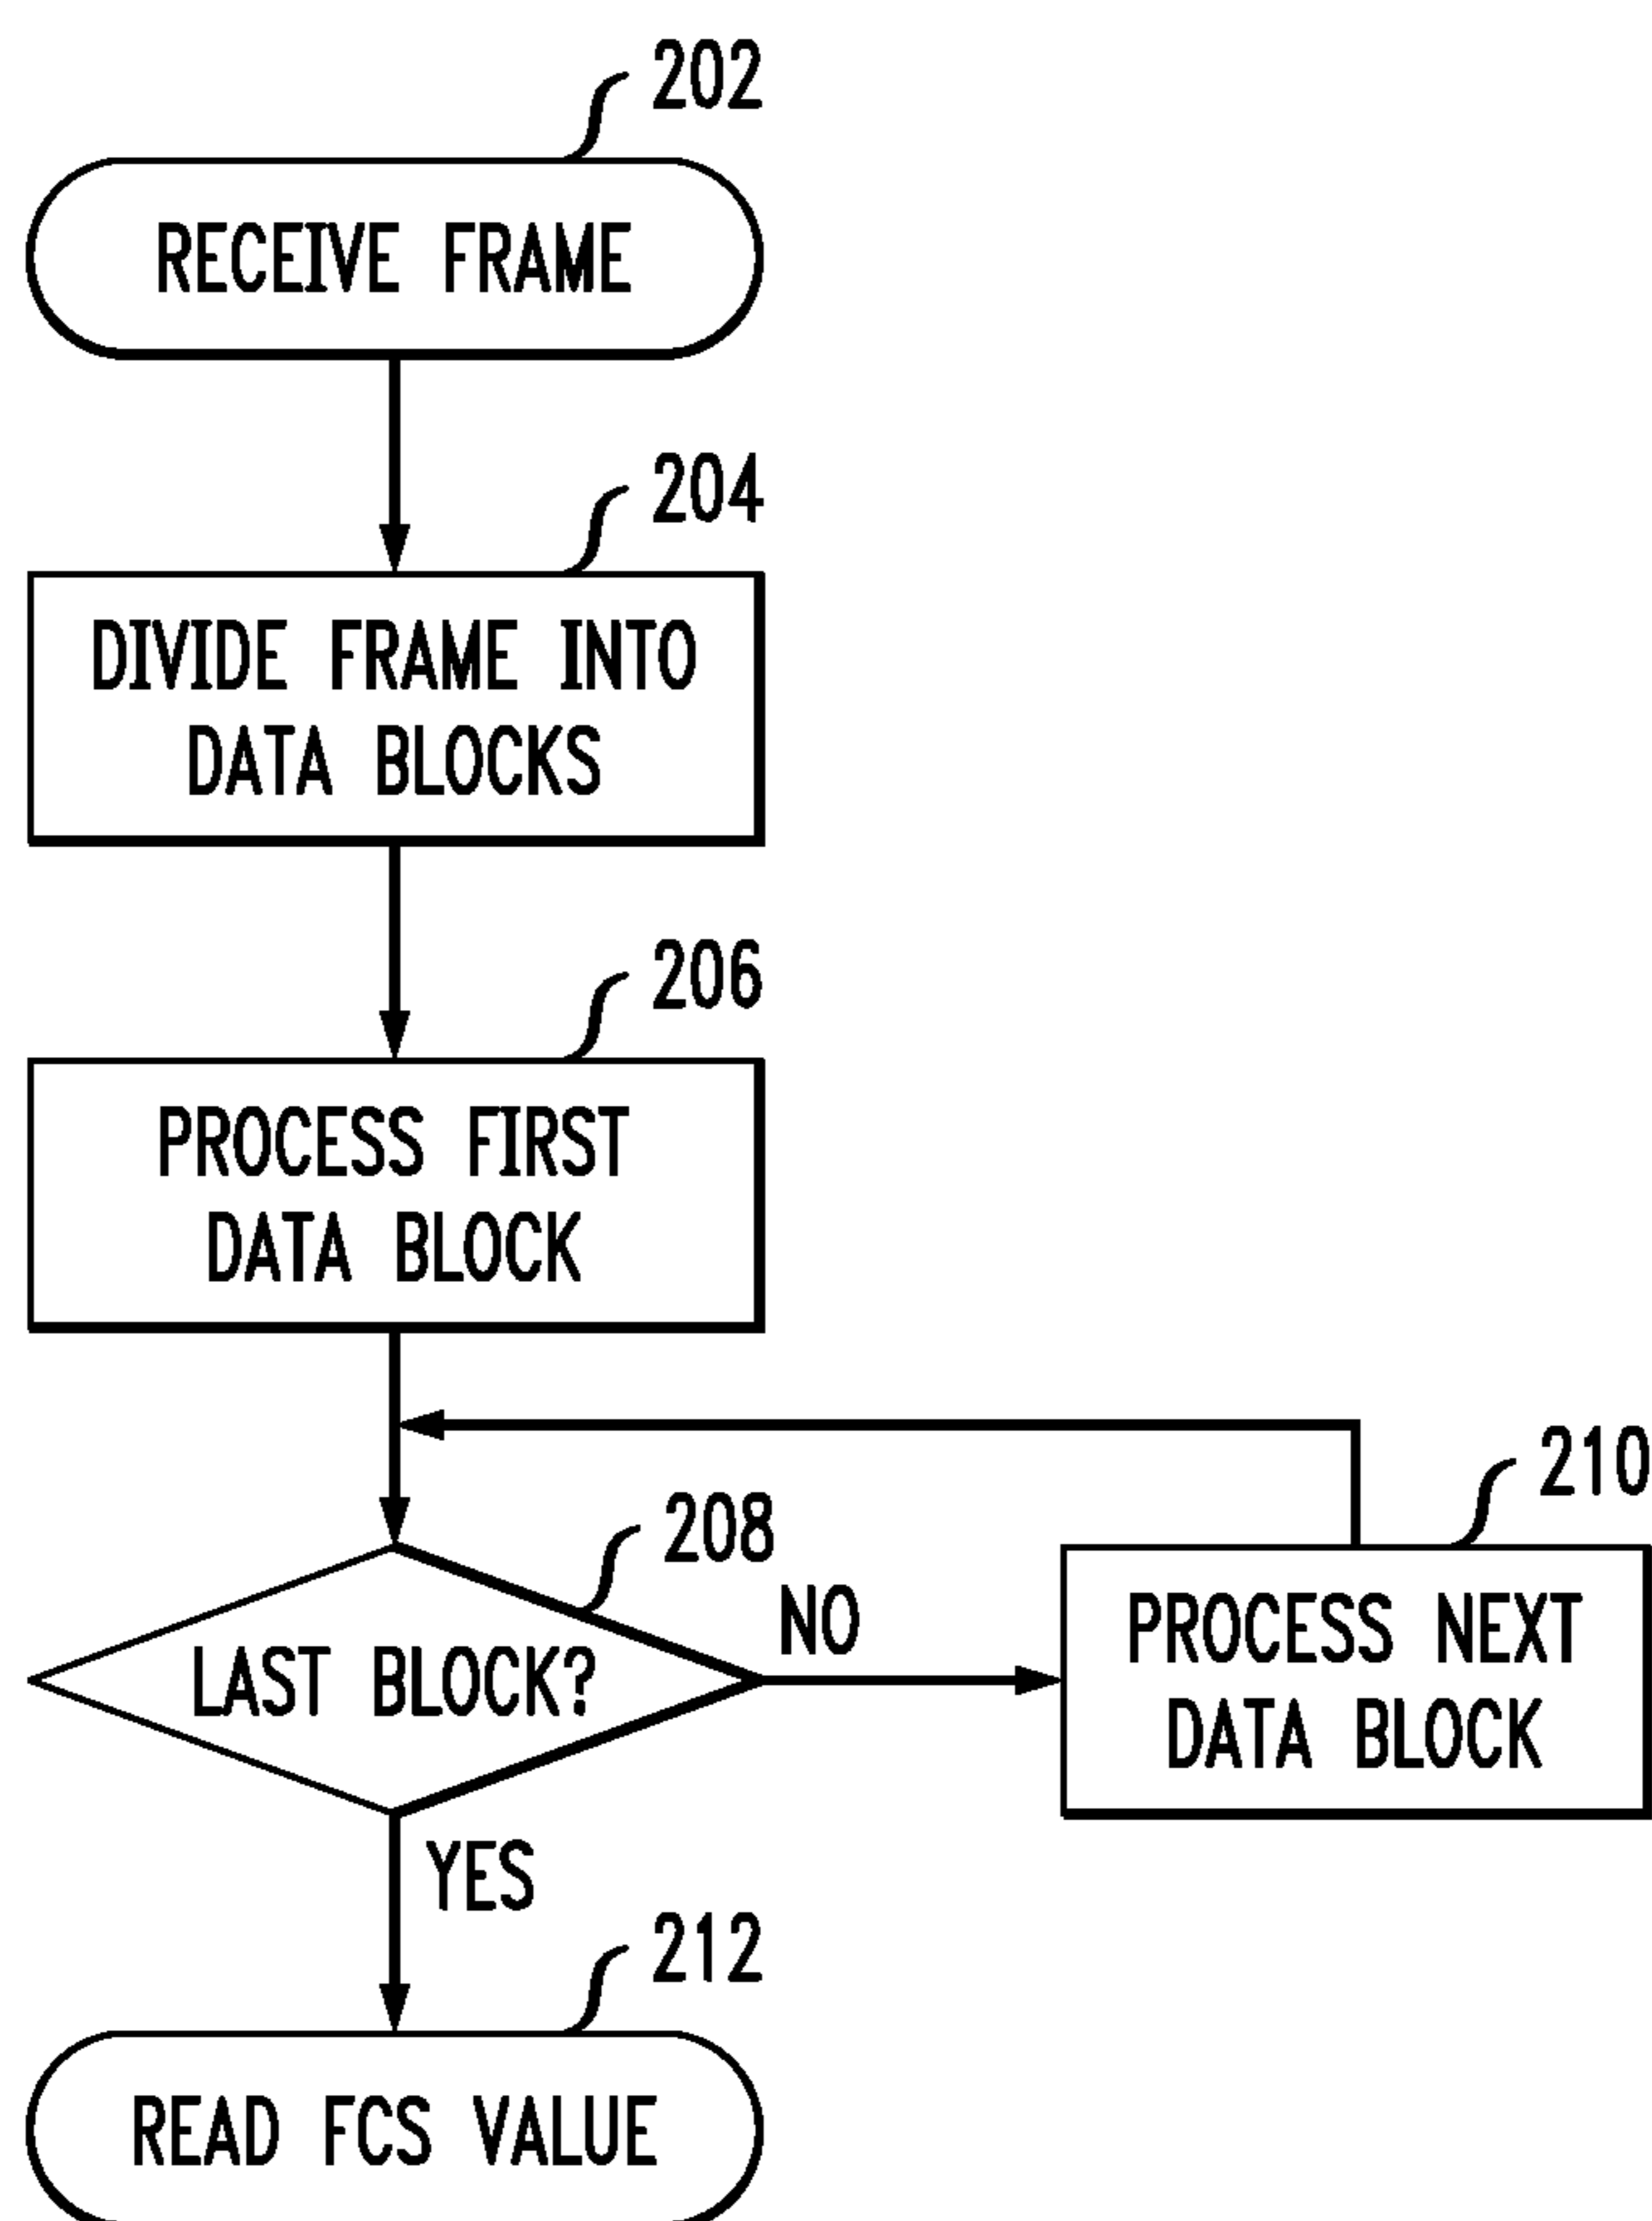 202
RECEIVE FRAME
204
DIVIDE FRAME INTO
DATA BLOCKS
206
PROCESS FIRST
DATA BLOCK
208
LAST BLOCK?
NO
210
PROCESS NEXT
DATA BLOCK
YES
212
READ FCS VALUE